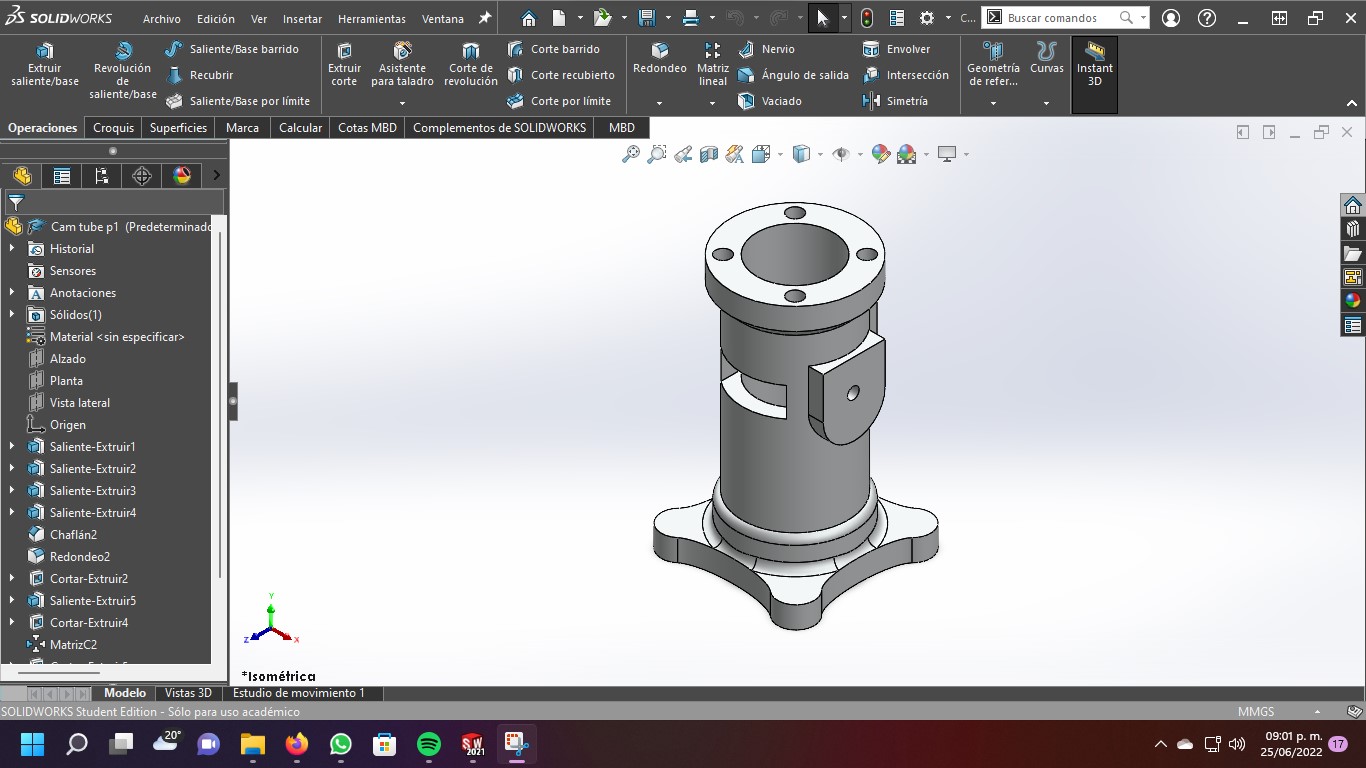 SOLIDWORKS
Archivo Edición Ver Insertar Herramientas Ventana
C... Buscar comandos
Extruir saliente/base
Revolución de saliente/base
Saliente/Base barrido
Recubrir
Saliente/Base por límite
Extruir corte
Asistente para taladro
Corte de revolución
Corte barrido
Corte recubierto
Corte por límite
Redondeo
Matriz lineal
Nervio
Ángulo de salida
Vaciado
Envolver
Intersección
Simetría
Geometría de refer...
Curvas
Instant 3D
Operaciones Croquis Superficies Marca Calcular Cotas MBD Complementos de SOLIDWORKS MBD
Cam tube p1 (Predeterminado
Historial
Sensores
Anotaciones
Sólidos(1)
Material <sin especificar>
Alzado
Planta
Vista lateral
Origen
Saliente-Extruir1
Saliente-Extruir2
Saliente-Extruir3
Saliente-Extruir4
Chaflán2
Redondeo2
Cortar-Extruir2
Saliente-Extruir5
Cortar-Extruir4
MatrizC2
Y
Z X
*Isométrica
Modelo Vistas 3D Estudio de movimiento 1
SOLIDWORKS Student Edition - Sólo para uso académico
MMGS
20°
SW 2021
09:01 p. m.
25/06/2022
17